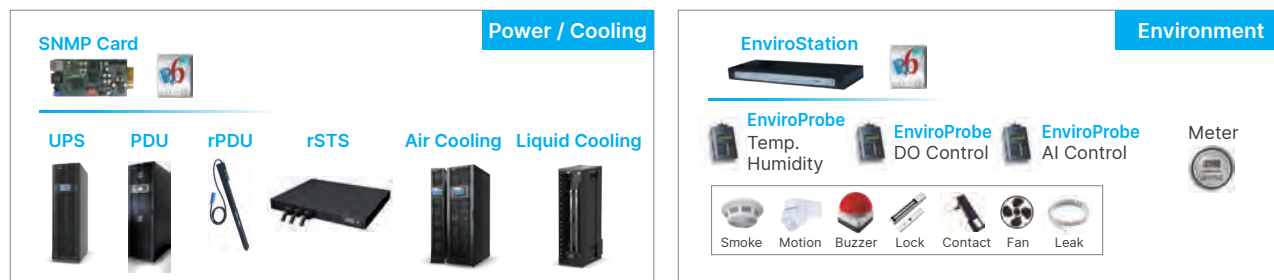 Power / Cooling
SNMP Card
UPS
PDU
rPDU
rSTS
Air Cooling
Liquid Cooling
Environment
EnviroStation
EnviroProbe
Temp.
Humidity
EnviroProbe
DO Control
EnviroProbe
AI Control
Meter
Smoke
Motion
Buzzer
Lock
Contact
Fan
Leak